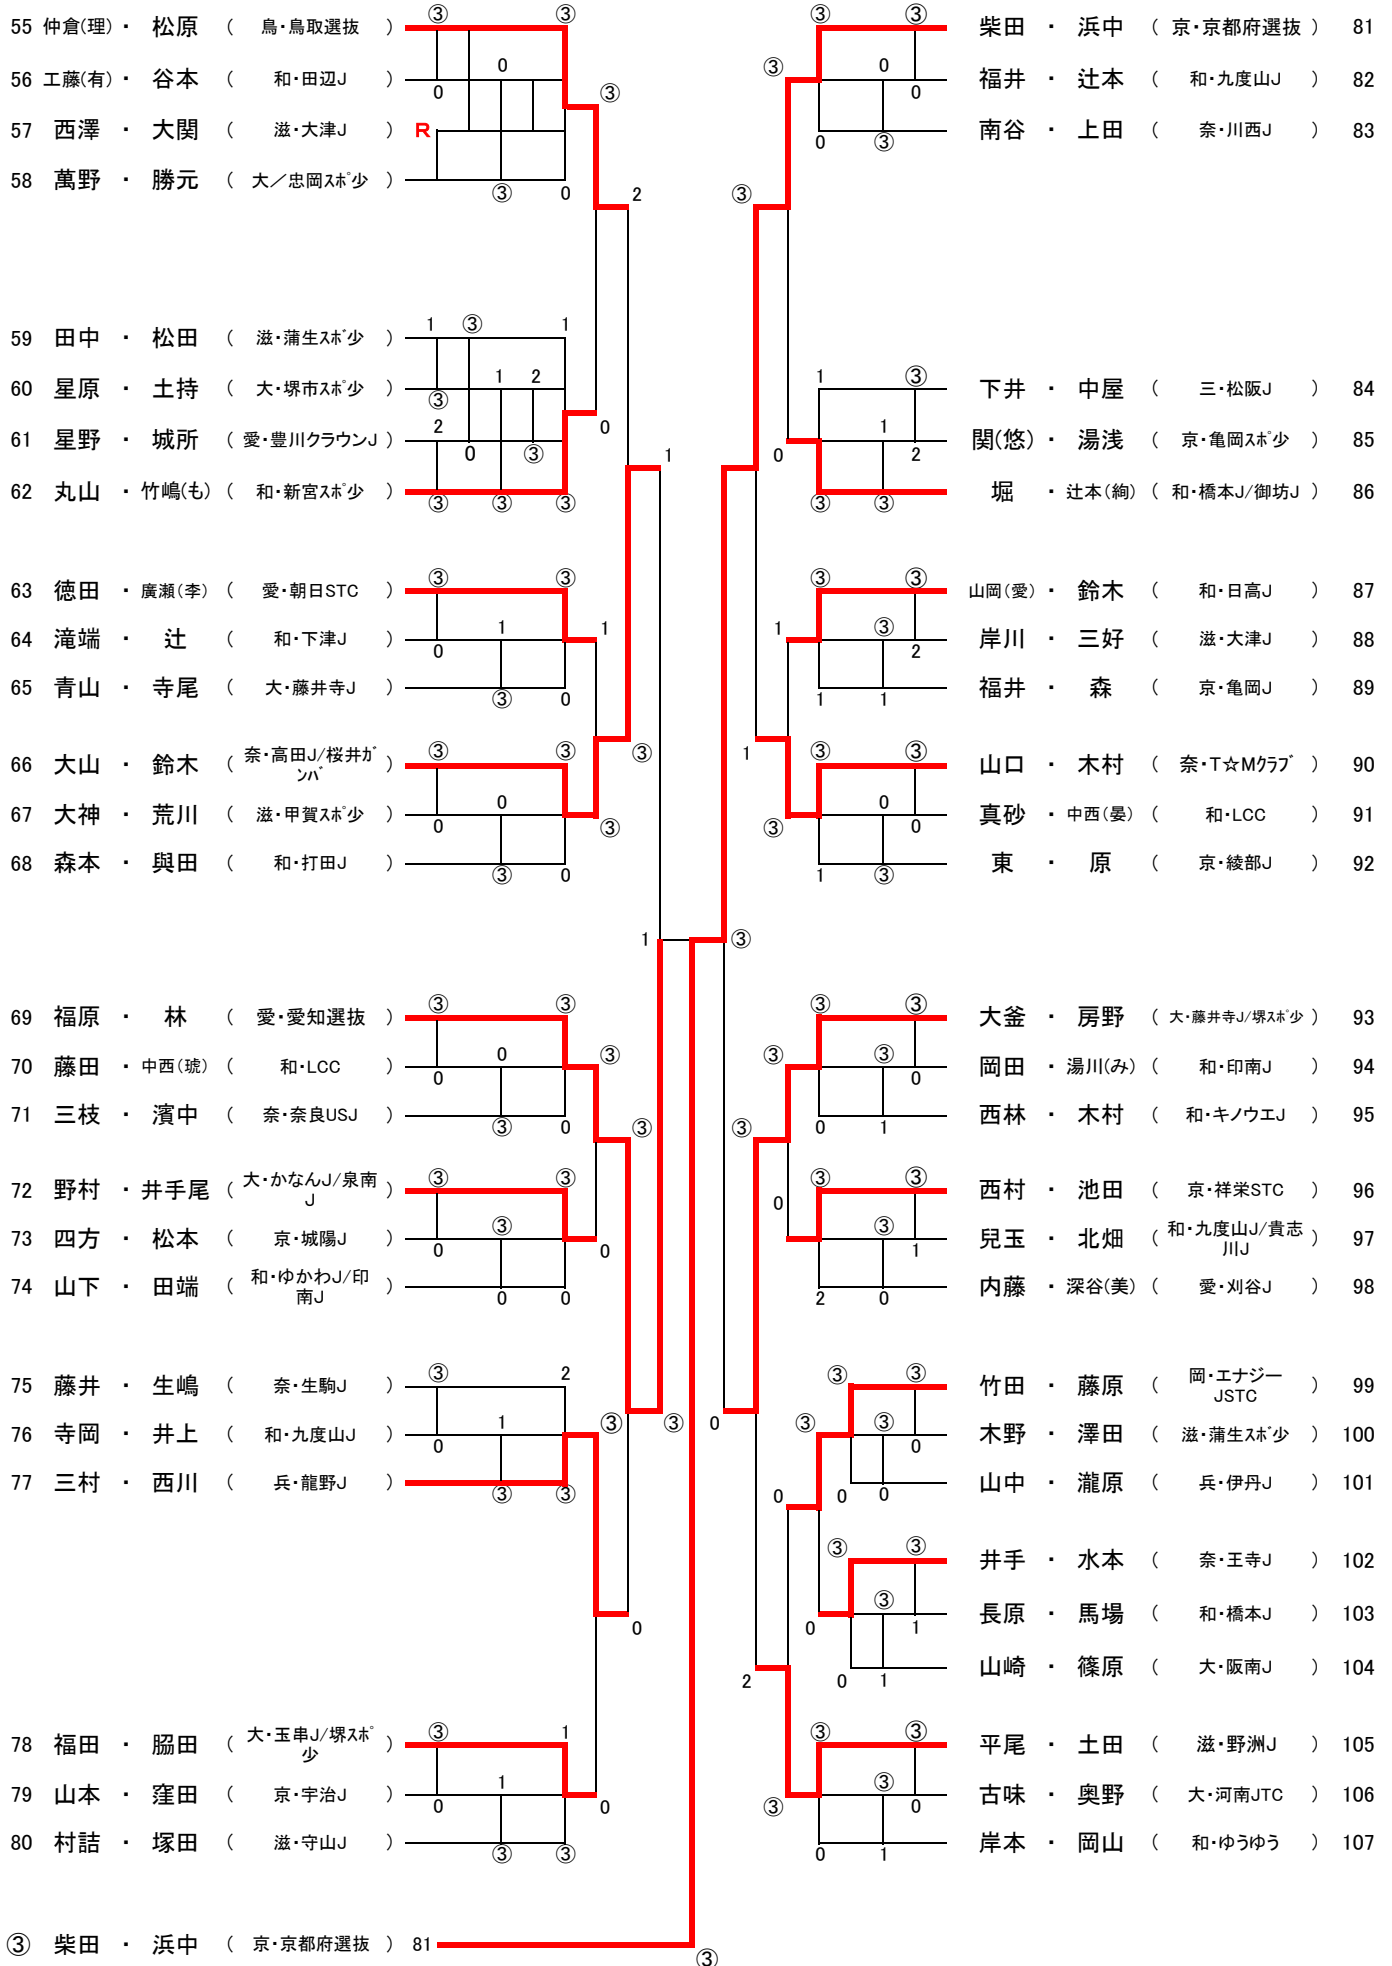 55 仲倉(理)・ 松原 ( 鳥・鳥取選抜 )
56 工藤(有)・ 谷本 ( 和・田辺J )
57 西澤 ・ 大関 ( 滋・大津J ) R
58 萬野 ・ 勝元 ( 大／忠岡スポ少 )
59 田中 ・ 松田 ( 滋・蒲生スポ少 )
60 星原 ・ 土持 ( 大・堺市スポ少 )
61 星野 ・ 城所 ( 愛・豊川クラウンJ )
62 丸山 ・ 竹嶋(も) ( 和・新宮スポ少 )
63 徳田 ・ 廣瀬(李) ( 愛・朝日STC )
64 滝端 ・ 辻 ( 和・下津J )
65 青山 ・ 寺尾 ( 大・藤井寺J )
66 大山 ・ 鈴木 ( 奈・高田J/桜井ガンバ )
67 大神 ・ 荒川 ( 滋・甲賀スポ少 )
68 森本 ・ 與田 ( 和・打田J )
69 福原 ・ 林 ( 愛・愛知選抜 )
70 藤田 ・ 中西(琥) ( 和・LCC )
71 三枝 ・ 濱中 ( 奈・奈良USJ )
72 野村 ・ 井手尾 ( 大・かなんJ/泉南J )
73 四方 ・ 松本 ( 京・城陽J )
74 山下 ・ 田端 ( 和・ゆかわJ/印南J )
75 藤井 ・ 生嶋 ( 奈・生駒J )
76 寺岡 ・ 井上 ( 和・九度山J )
77 三村 ・ 西川 ( 兵・龍野J )
78 福田 ・ 脇田 ( 大・玉串J/堺スポ少 )
79 山本 ・ 窪田 ( 京・宇治J )
80 村詰 ・ 塚田 ( 滋・守山J )
③ 柴田 ・ 浜中 ( 京・京都府選抜 ) 81
柴田 ・ 浜中 ( 京・京都府選抜 ) 81
福井 ・ 辻本 ( 和・九度山J ) 82
南谷 ・ 上田 ( 奈・川西J ) 83
下井 ・ 中屋 ( 三・松阪J ) 84
関(悠) ・ 湯浅 ( 京・亀岡スポ少 ) 85
堀 ・ 辻本(絢) ( 和・橋本J/御坊J ) 86
山岡(愛) ・ 鈴木 ( 和・日高J ) 87
岸川 ・ 三好 ( 滋・大津J ) 88
福井 ・ 森 ( 京・亀岡J ) 89
山口 ・ 木村 ( 奈・T☆Mクラブ ) 90
真砂 ・ 中西(晏) ( 和・LCC ) 91
東 ・ 原 ( 京・綾部J ) 92
大釜 ・ 房野 ( 大・藤井寺J/堺スポ少 ) 93
岡田 ・ 湯川(み) ( 和・印南J ) 94
西林 ・ 木村 ( 和・キノウエJ ) 95
西村 ・ 池田 ( 京・祥栄STC ) 96
兒玉 ・ 北畑 ( 和・九度山J/貴志川J ) 97
内藤 ・ 深谷(美) ( 愛・刈谷J ) 98
竹田 ・ 藤原 ( 岡・エナジーJSTC ) 99
木野 ・ 澤田 ( 滋・蒲生スポ少 ) 100
山中 ・ 瀧原 ( 兵・伊丹J ) 101
井手 ・ 水本 ( 奈・王寺J ) 102
長原 ・ 馬場 ( 和・橋本J ) 103
山崎 ・ 篠原 ( 大・阪南J ) 104
平尾 ・ 土田 ( 滋・野洲J ) 105
古味 ・ 奥野 ( 大・河南JTC ) 106
岸本 ・ 岡山 ( 和・ゆうゆう ) 107